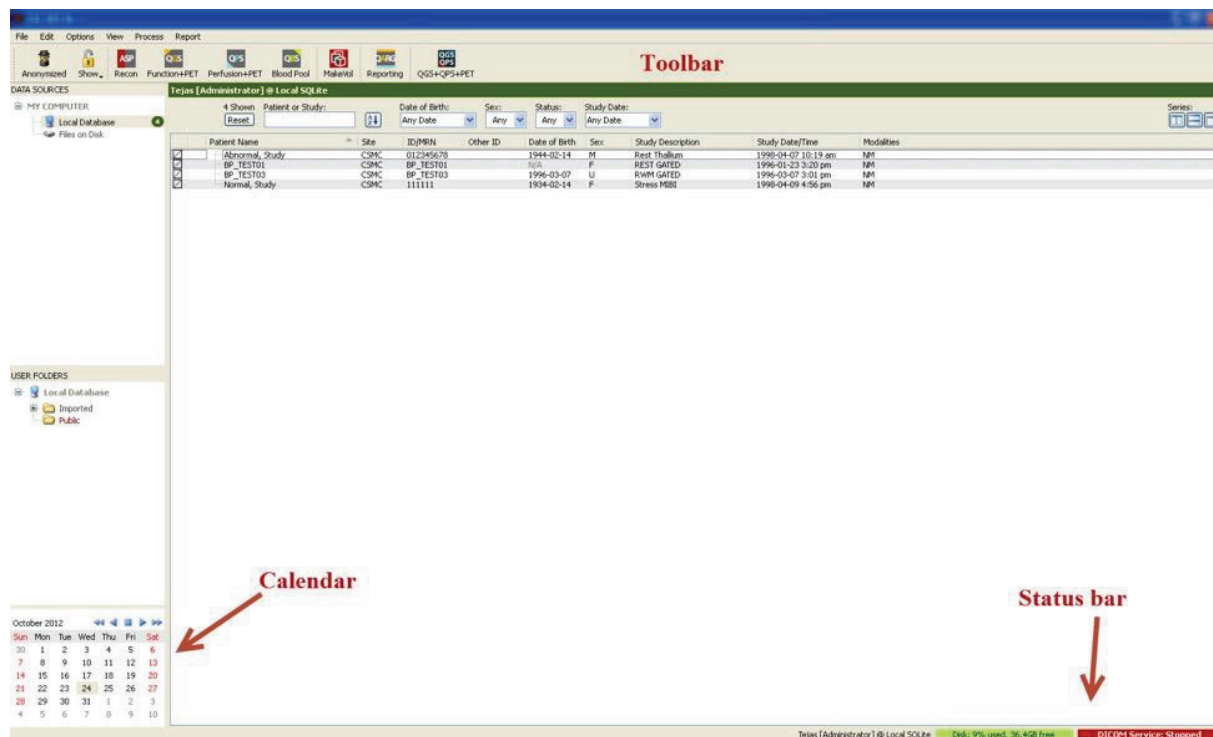 File Edit Options View Process Report
ASP QGS QPS QBS QARG QGS QPS
Anonymized Show Recon Function+PET Perfusion+PET Blood Pool MakeVol Reporting QGS+QPS+PET
Toolbar
DATA SOURCES
MY COMPUTER
Local Database
Files on Disk
Tejas [Administrator] @ Local SQLite
4 Shown Patient or Study: Date of Birth: Sex: Status: Study Date: Series:
Reset Any Date Any Any Any Date
Patient Name Site ID/MRN Other ID Date of Birth Sex Study Description Study Date/Time Modalities
Abnormal, Study CSMC 012345678 1944-02-14 M Rest Thallium 1998-04-07 10:19 am NM
BP_TEST01 CSMC BP_TEST01 N/A F REST GATED 1996-01-23 3:20 pm NM
BP_TEST03 CSMC BP_TEST03 1996-03-07 U RWM GATED 1996-03-07 3:01 pm NM
Normal, Study CSMC 111111 1934-02-14 F Stress MIBI 1998-04-09 4:56 pm NM
USER FOLDERS
Local Database
Imported
Public
Calendar
Status bar
October 2012
Sun Mon Tue Wed Thu Fri Sat
30 1 2 3 4 5 6
7 8 9 10 11 12 13
14 15 16 17 18 19 20
21 22 23 24 25 26 27
28 29 30 31 1 2 3
4 5 6 7 8 9 10
Tejas [Administrator] @ Local SQLite Disk: 9% used, 36.4GB free DICOM Service: Stopped